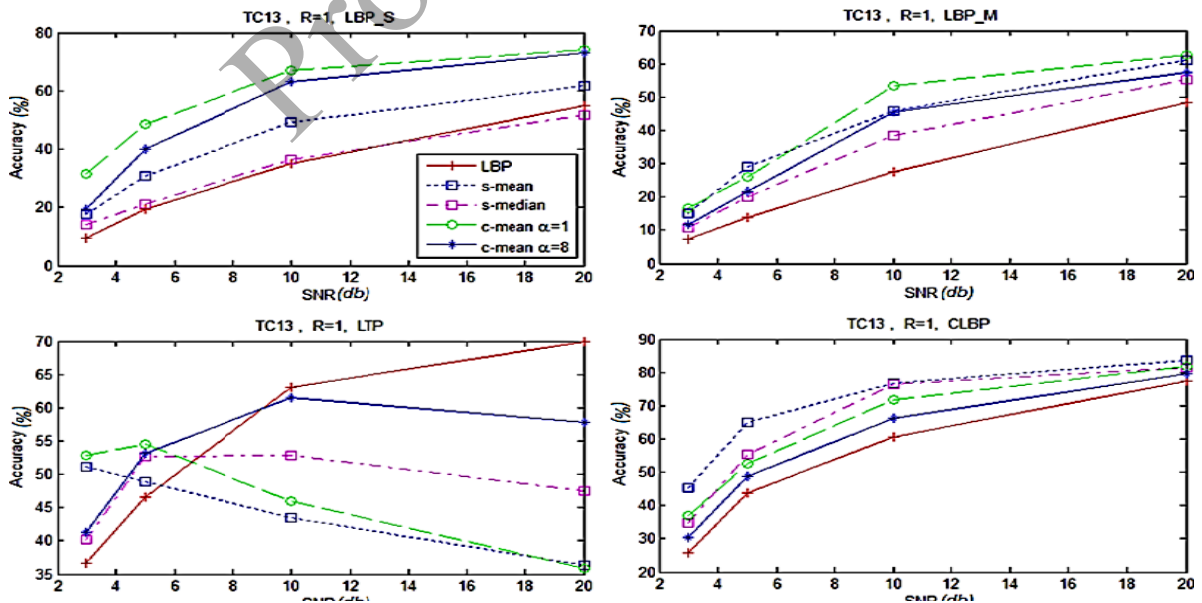 Pre
TC13 , R=1, LBP_S
80
60
40
20
0
Accuracy (%)
2 4 6 8 10 12 14 16 18 20
SNR (db)
LBP
s-mean
s-median
c-mean α=1
c-mean α=8
TC13 , R=1, LBP_M
70
60
50
40
30
20
10
0
Accuracy (%)
2 4 6 8 10 12 14 16 18 20
SNR (db)
TC13 , R=1, LTP
70
65
60
55
50
45
40
35
Accuracy (%)
2 4 6 8 10 12 14 16 18 20
SNR (db)
TC13 , R=1, CLBP
90
80
70
60
50
40
30
20
Accuracy (%)
2 4 6 8 10 12 14 16 18 20
SNR (db)